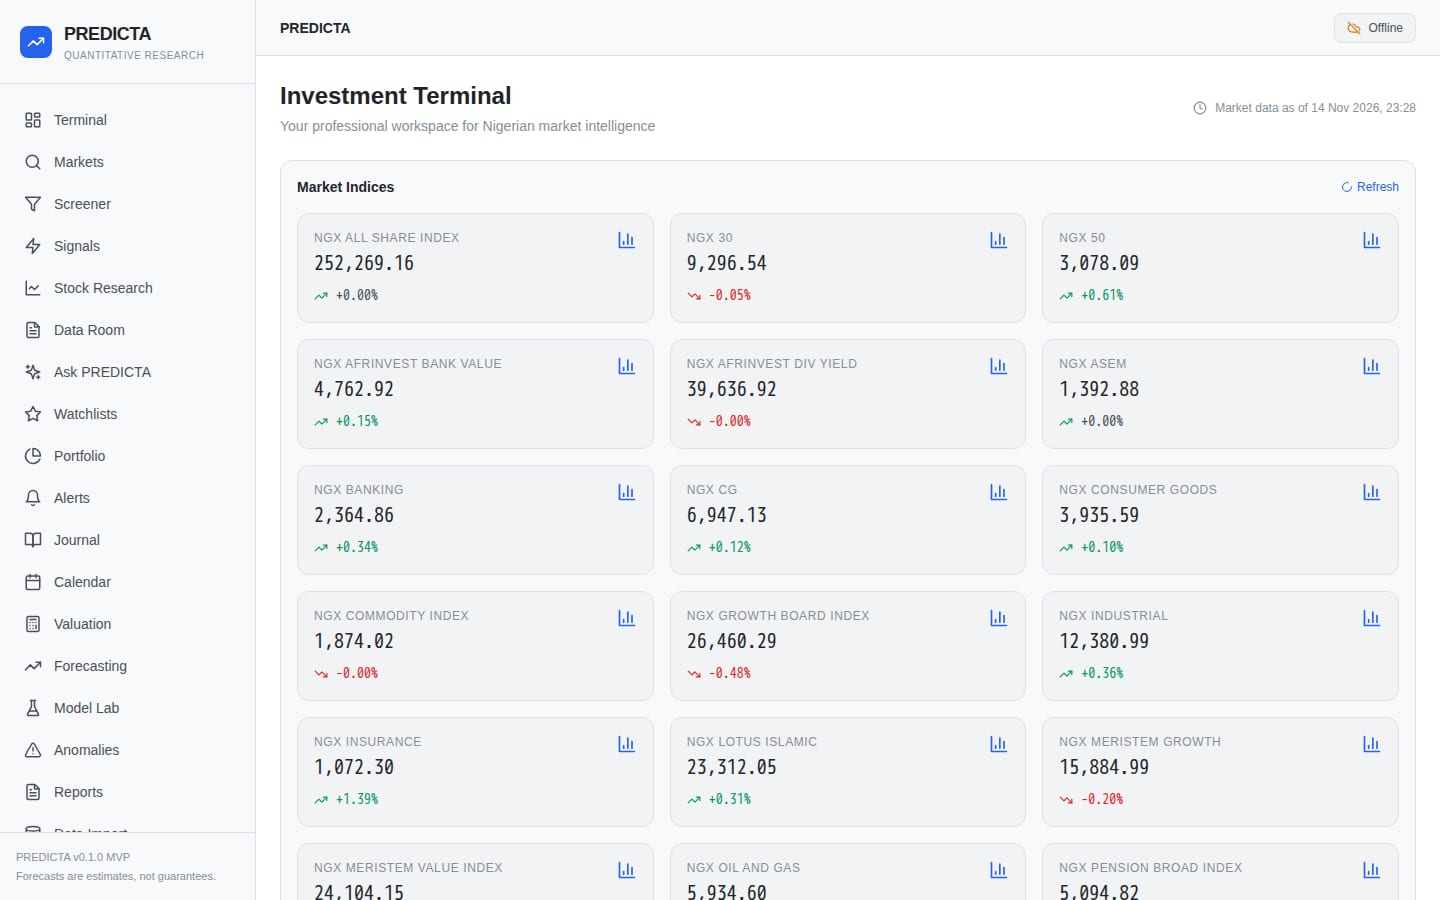 PREDICTA
QUANTITATIVE RESEARCH
Terminal
Markets
Screener
Signals
Stock Research
Data Room
Ask PREDICTA
Watchlists
Portfolio
Alerts
Journal
Calendar
Valuation
Forecasting
Model Lab
Anomalies
Reports
Data Import
PREDICTA v0.1.0 MVP
Forecasts are estimates, not guarantees.
PREDICTA
Offline
Investment Terminal
Your professional workspace for Nigerian market intelligence
Market data as of 14 Nov 2026, 23:28
Market Indices
Refresh
NGX ALL SHARE INDEX
252,269.16
+0.00%
NGX 30
9,296.54
-0.05%
NGX 50
3,078.09
+0.61%
NGX AFRINVEST BANK VALUE
4,762.92
+0.15%
NGX AFRINVEST DIV YIELD
39,636.92
-0.00%
NGX ASEM
1,392.88
+0.00%
NGX BANKING
2,364.86
+0.34%
NGX CG
6,947.13
+0.12%
NGX CONSUMER GOODS
3,935.59
+0.10%
NGX COMMODITY INDEX
1,874.02
-0.00%
NGX GROWTH BOARD INDEX
26,460.29
-0.48%
NGX INDUSTRIAL
12,380.99
+0.36%
NGX INSURANCE
1,072.30
+1.39%
NGX LOTUS ISLAMIC
23,312.05
+0.31%
NGX MERISTEM GROWTH
15,884.99
-0.20%
NGX MERISTEM VALUE INDEX
24,104.15
NGX OIL AND GAS
5,934.60
NGX PENSION BROAD INDEX
5,094.82